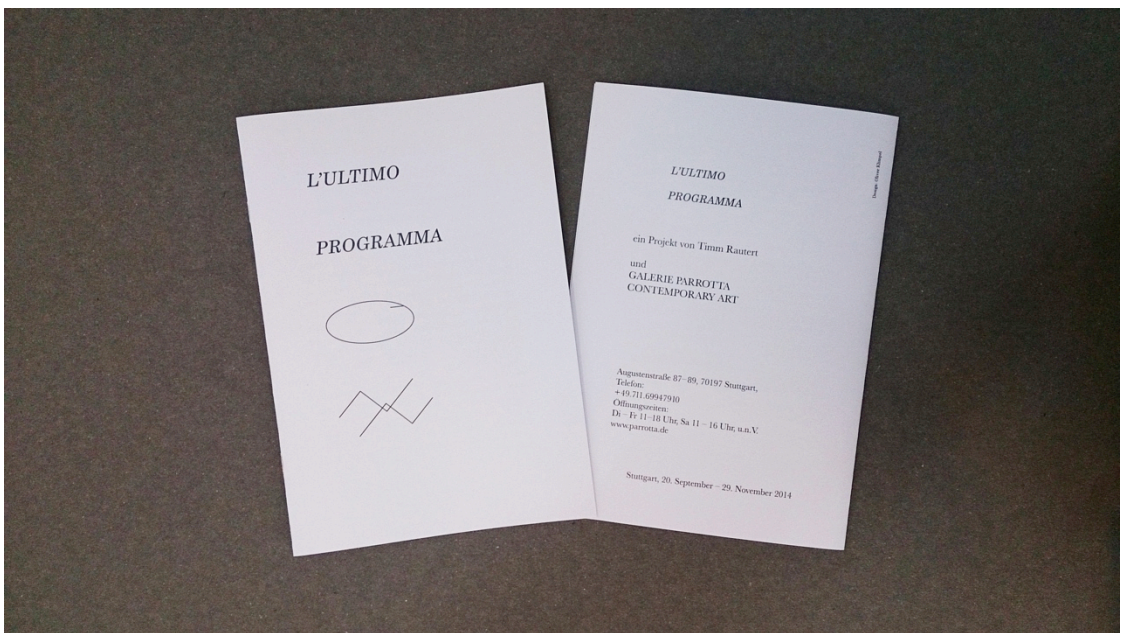 L'ULTIMO
PROGRAMMA
L'ULTIMO
PROGRAMMA
ein Projekt von Timm Rautert
und
GALERIE PARROTTA
CONTEMPORARY ART
Augustenstraße 87–89, 70197 Stuttgart,
Telefon:
+49.711.69947910
Öffnungszeiten:
Di – Fr 11–18 Uhr, Sa 11 – 16 Uhr, u.n.V.
www.parrotta.de
Stuttgart, 20. September – 29. November 2014
Design: